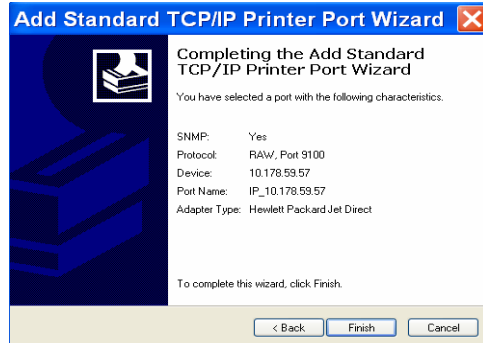 Add Standard TCP/IP Printer Port Wizard
Completing the Add Standard
TCP/IP Printer Port Wizard
You have selected a port with the following characteristics.
SNMP: Yes
Protocol: RAW, Port 9100
Device: 10.178.59.57
Port Name: IP_10.178.59.57
Adapter Type: Hewlett Packard Jet Direct
To complete this wizard, click Finish.
< Back Finish Cancel